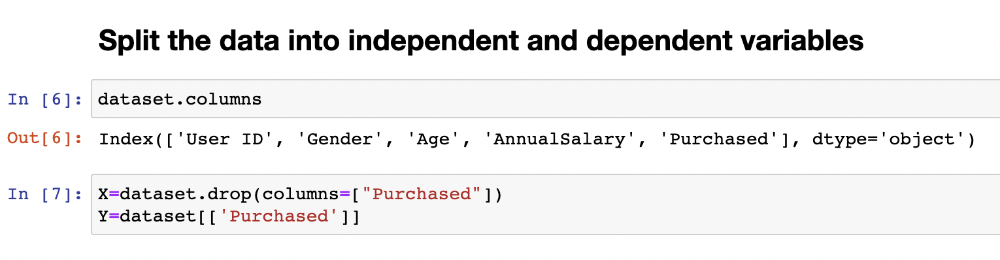 Split the data into independent and dependent variables
In [6]: dataset.columns
Out[6]: Index(['User ID', 'Gender', 'Age', 'AnnualSalary', 'Purchased'], dtype='object')
In [7]: X=dataset.drop(columns=["Purchased"])
Y=dataset[['Purchased']]